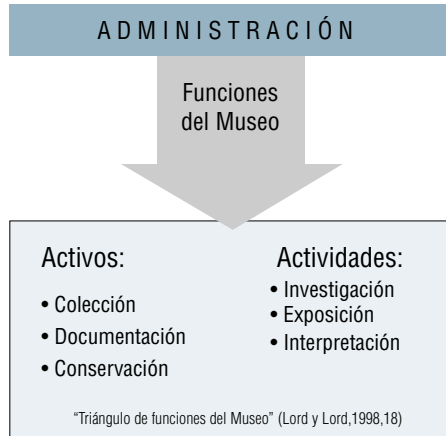 ADMINISTRACIÓN
Funciones
del Museo
Activos:
• Colección
• Documentación
• Conservación
Actividades:
• Investigación
• Exposición
• Interpretación
“Triángulo de funciones del Museo” (Lord y Lord,1998,18)